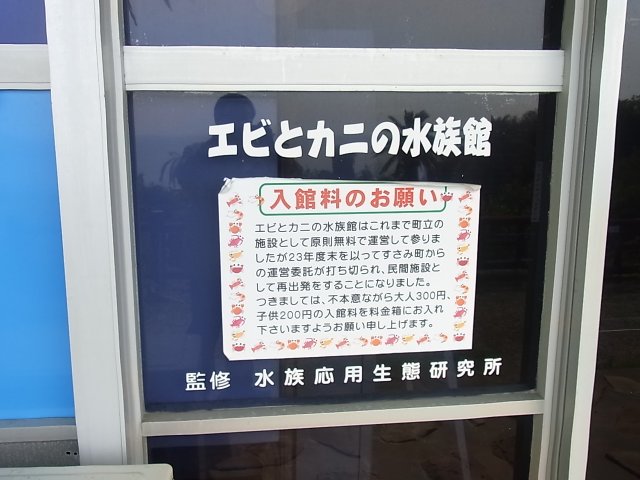 エビとカニの水族館
入館料のお願い
エビとカニの水族館はこれまで町立の
施設として原則無料で運営して参りま
したが23年度末を以ってすさみ町から
の運営委託が打ち切られ、民間施設と
して再出発をすることになりました。
つきましては、不本意ながら大人300円、
子供200円の入館料を料金箱にお入れ
下さいますようお願い申し上げます。
監修 水族応用生態研究所